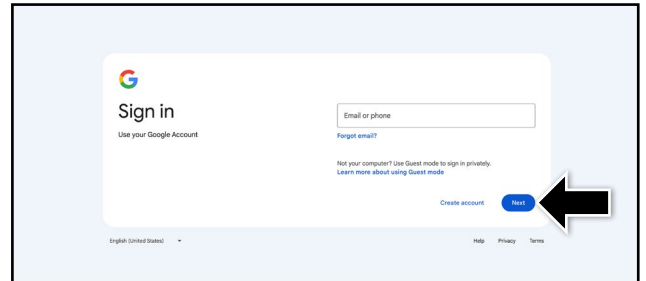 Sign in
Use your Google Account
Email or phone
Forgot email?
Not your computer? Use Guest mode to sign in privately.
Learn more about using Guest mode
Create account
Next
English (United States)
Help Privacy Terms